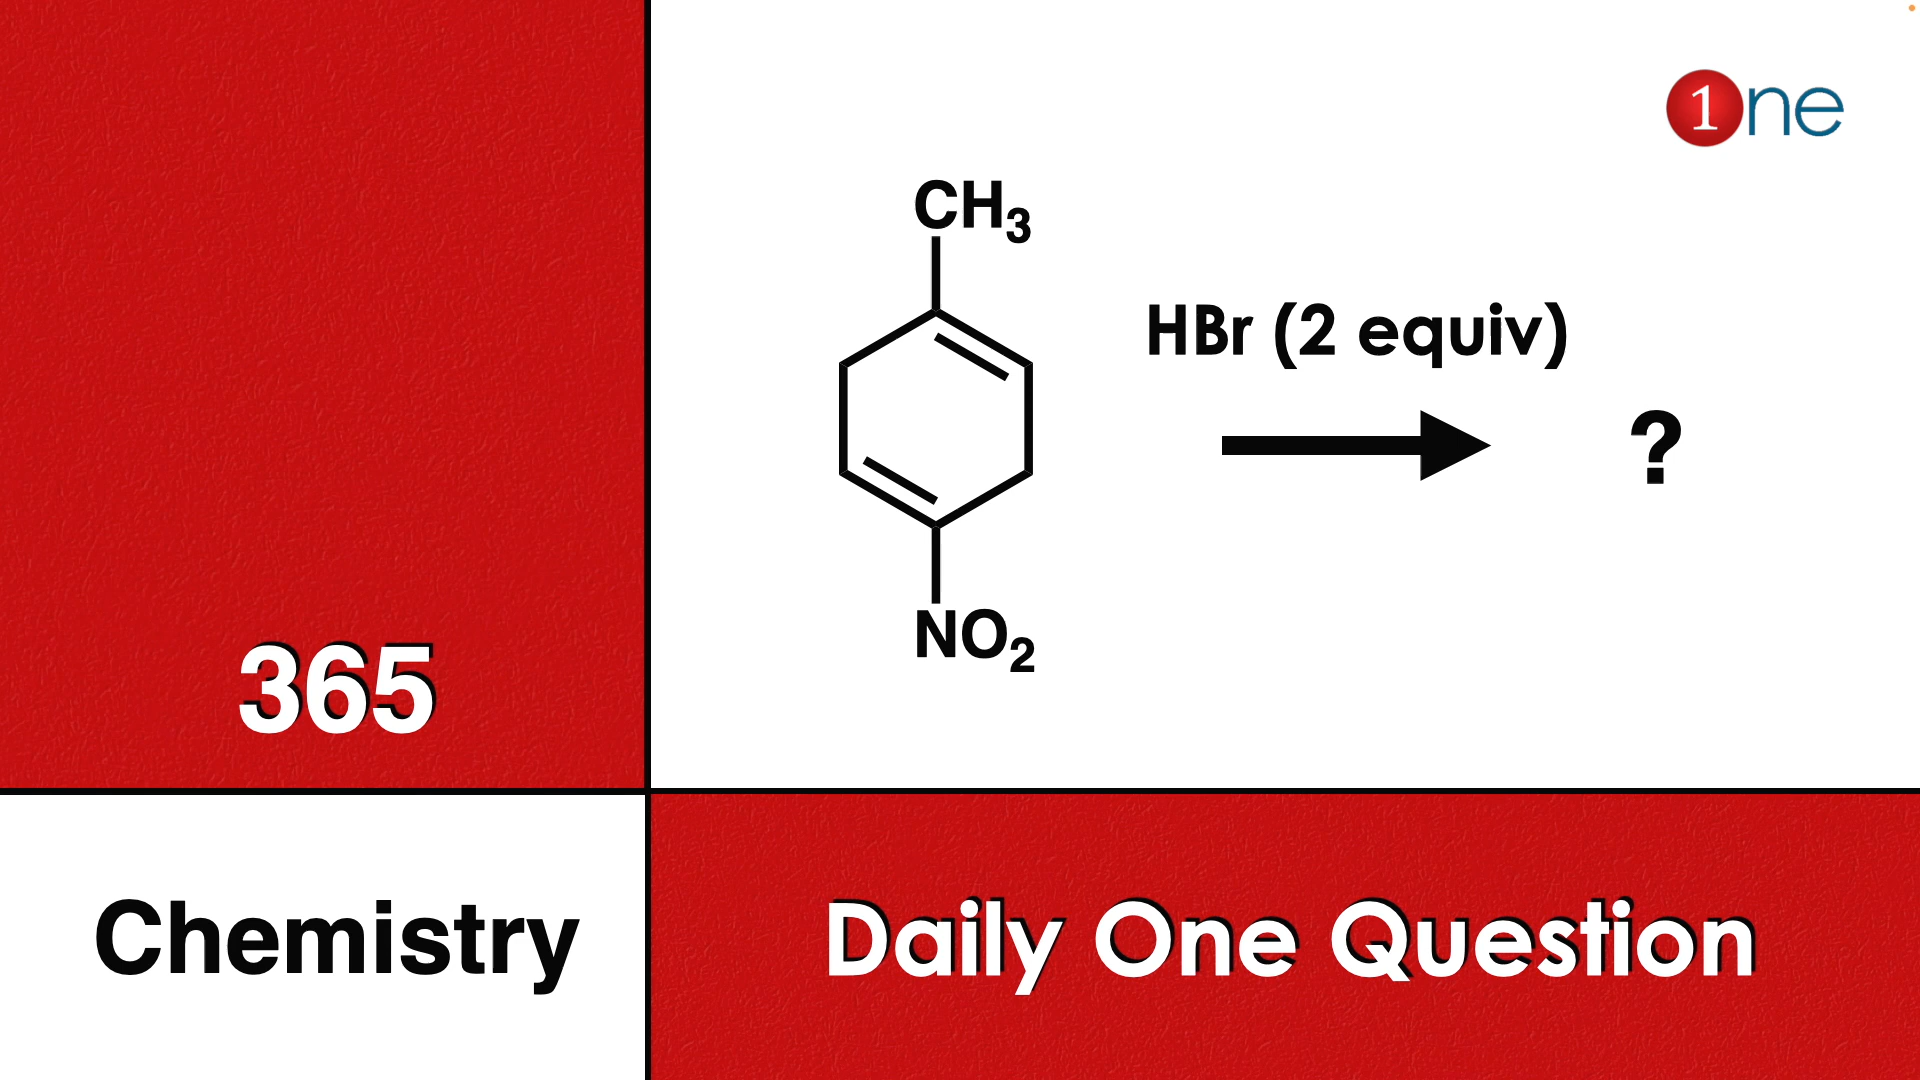 1ne
CH3
HBr (2 equiv)
?
NO2
365
Chemistry
Daily One Question